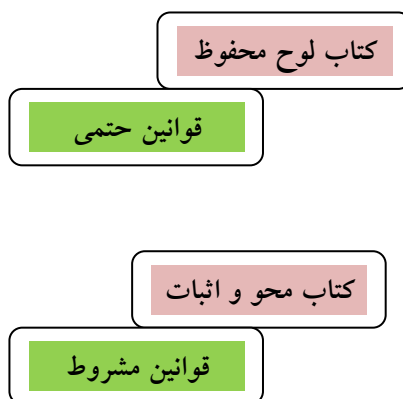 کتاب لوح محفوظ
قوانین حتمی
کتاب محو و اثبات
قوانین مشروط